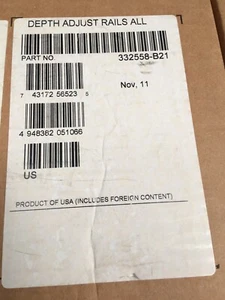 DEPTH ADJUST RAILS ALL
PART NO. 332558-B21
Nov, 11
7 43172 56523 5
4 948382 051066
US
PRODUCT OF USA (INCLUDES FOREIGN CONTENT)